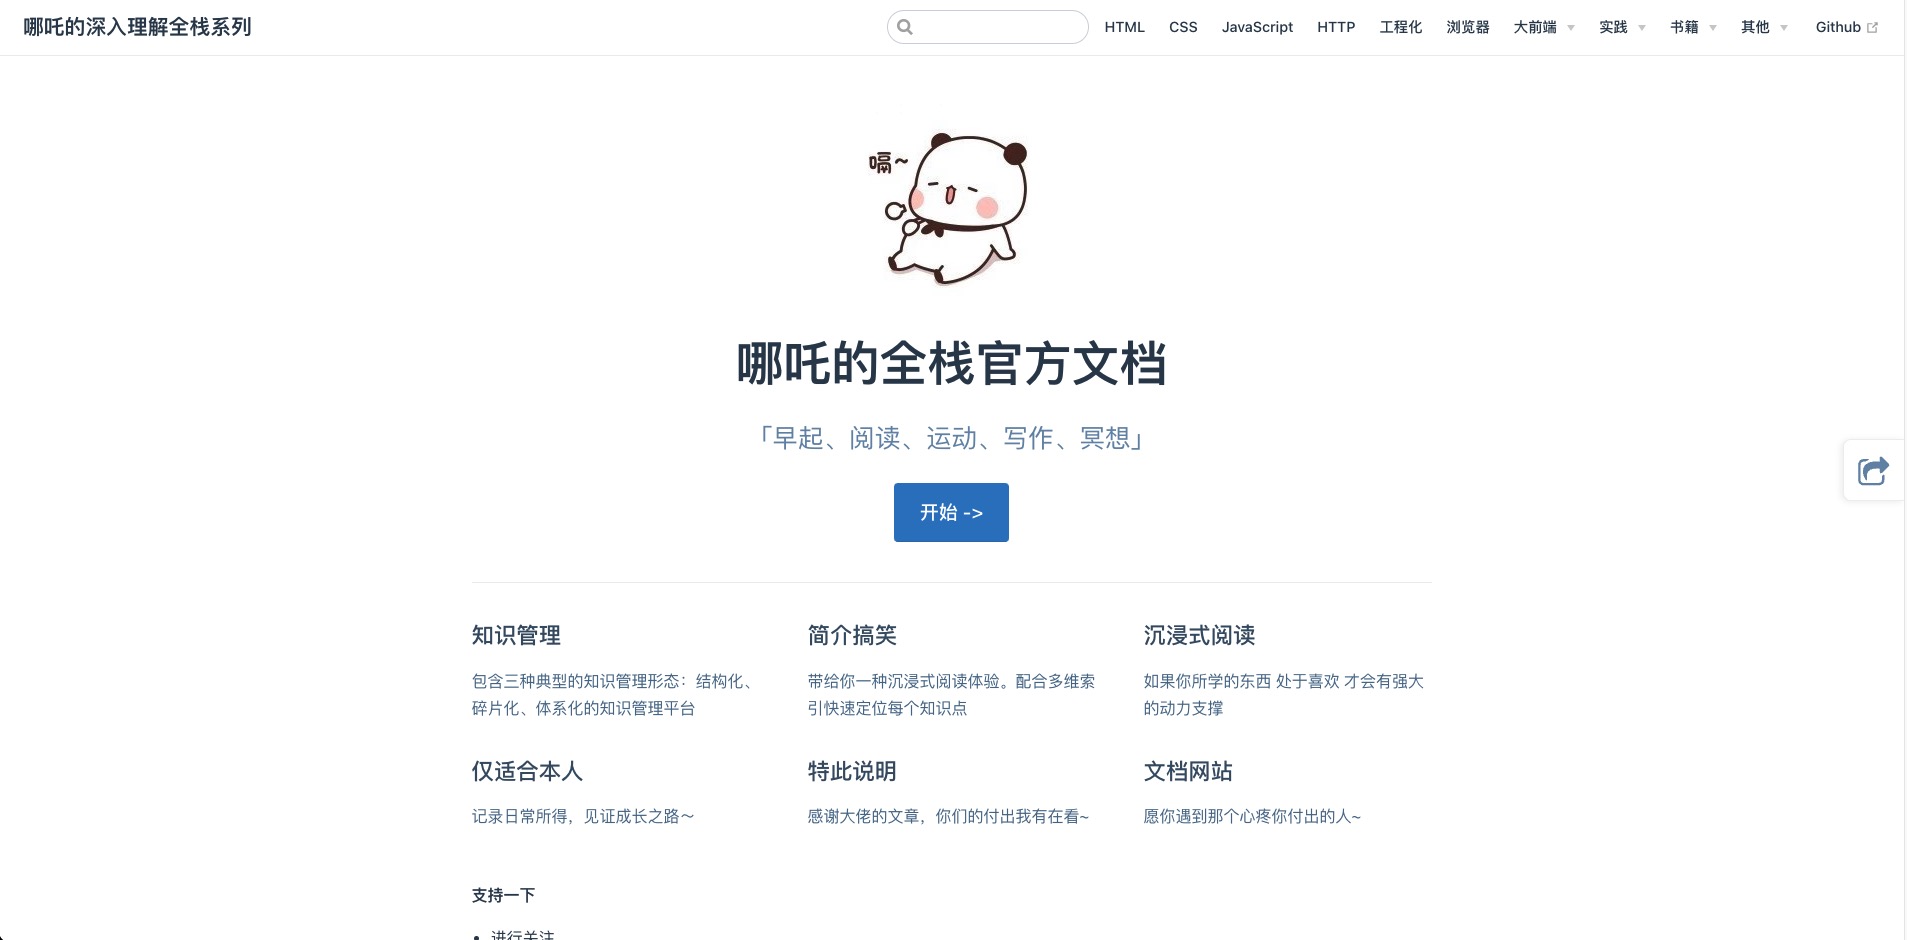 哪吒的深入理解全栈系列
HTML CSS JavaScript HTTP 工程化 浏览器 大前端 实践 书籍 其他 Github
嗝~
哪吒的全栈官方文档
「早起、阅读、运动、写作、冥想」
开始 ->
知识管理
包含三种典型的知识管理形态：结构化、
碎片化、体系化的知识管理平台
简介搞笑
带给你一种沉浸式阅读体验。配合多维索
引快速定位每个知识点
沉浸式阅读
如果你所学的东西 处于喜欢 才会有强大
的动力支撑
仅适合本人
记录日常所得，见证成长之路～
特此说明
感谢大佬的文章，你们的付出我有在看~
文档网站
愿你遇到那个心疼你付出的人~
支持一下
进行关注